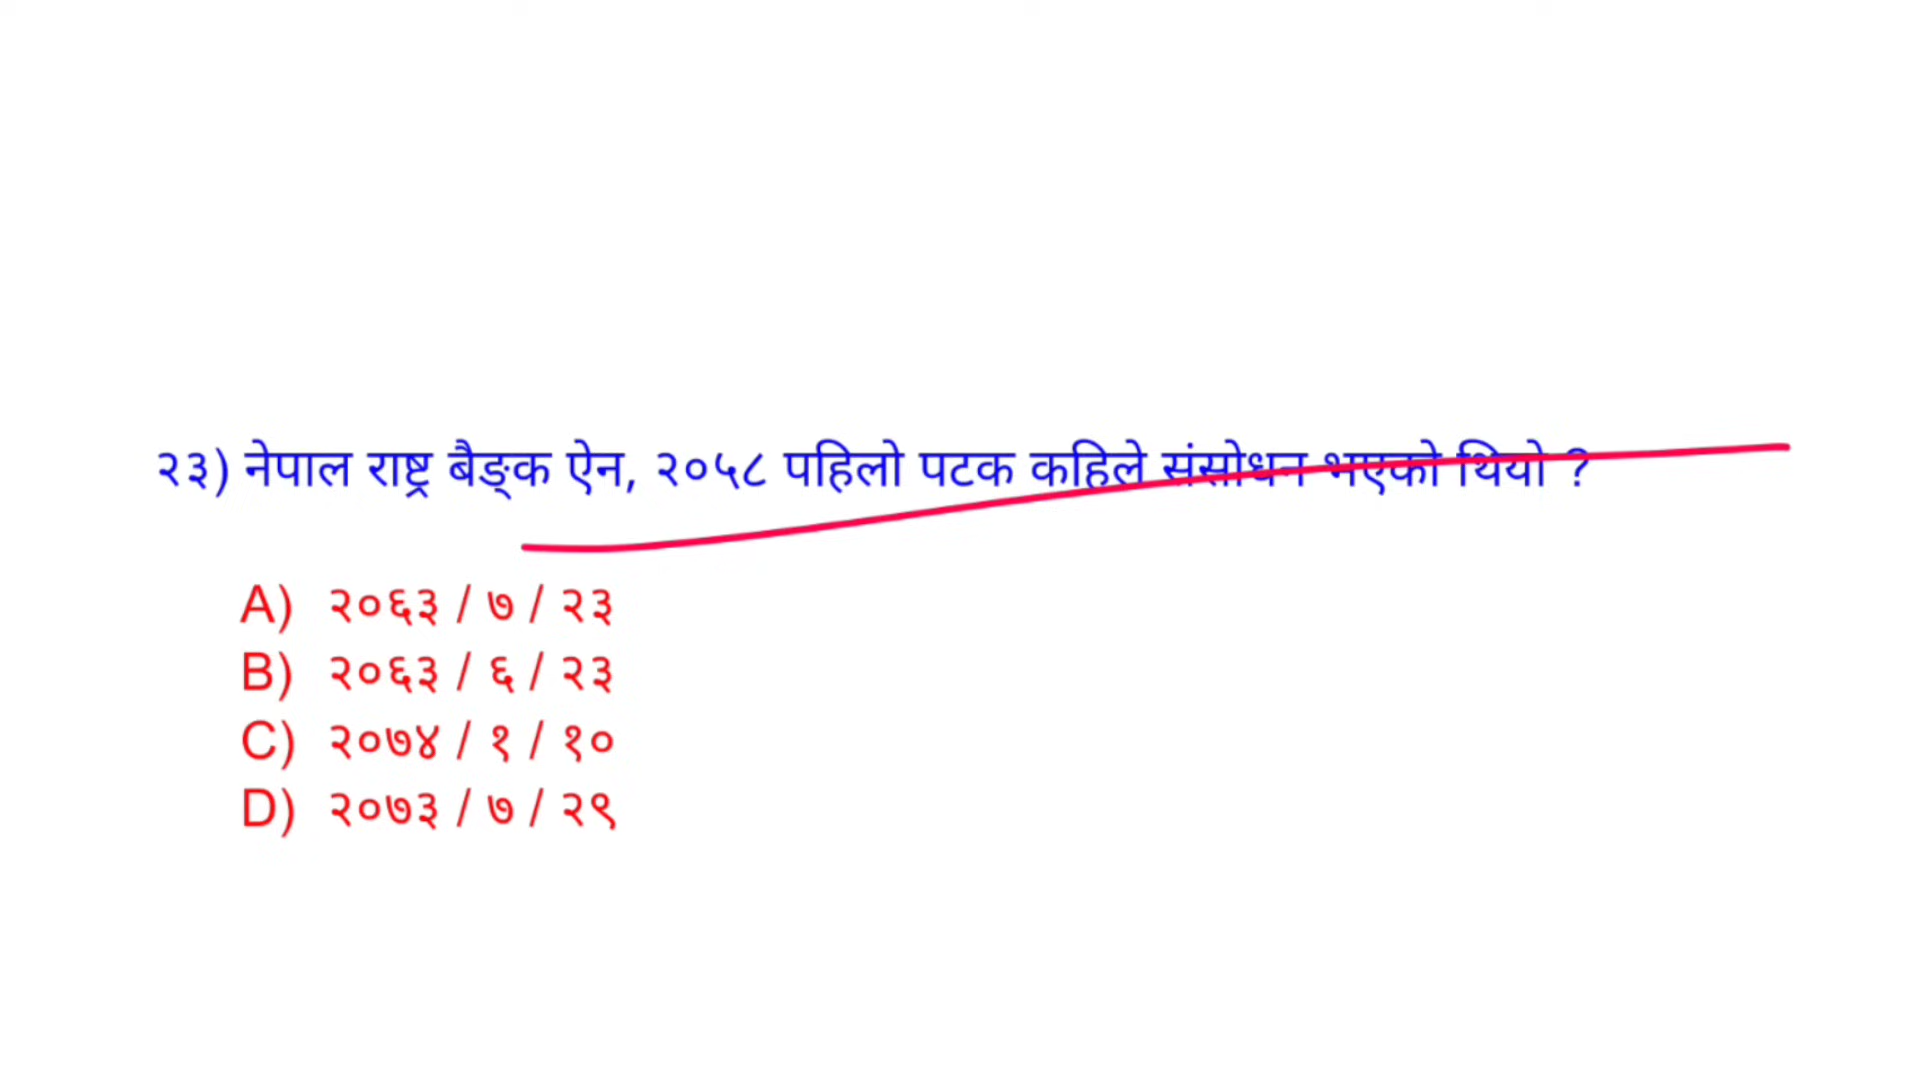 २३) नेपाल राष्ट्र बैङ्क ऐन, २०५८ पहिलो पटक कहिले संसोधन भएको थियो ?
A) २०६३ / ७ / २३
B) २०६३ / ६ / २३
C) २०७४ / १ / १०
D) २०७३ / ७ / २९